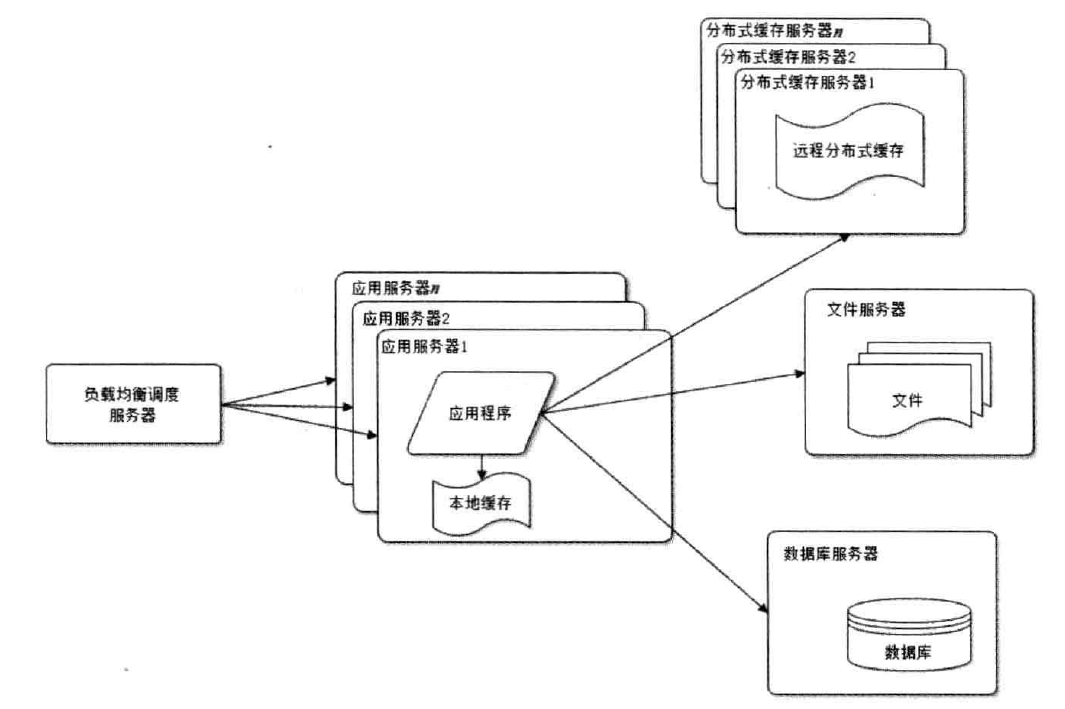 分布式缓存服务器n
分布式缓存服务器2
分布式缓存服务器1
远程分布式缓存
应用服务器n
应用服务器2
应用服务器1
文件服务器
文件
负载均衡调度
服务器
应用程序
本地缓存
数据库服务器
数据库